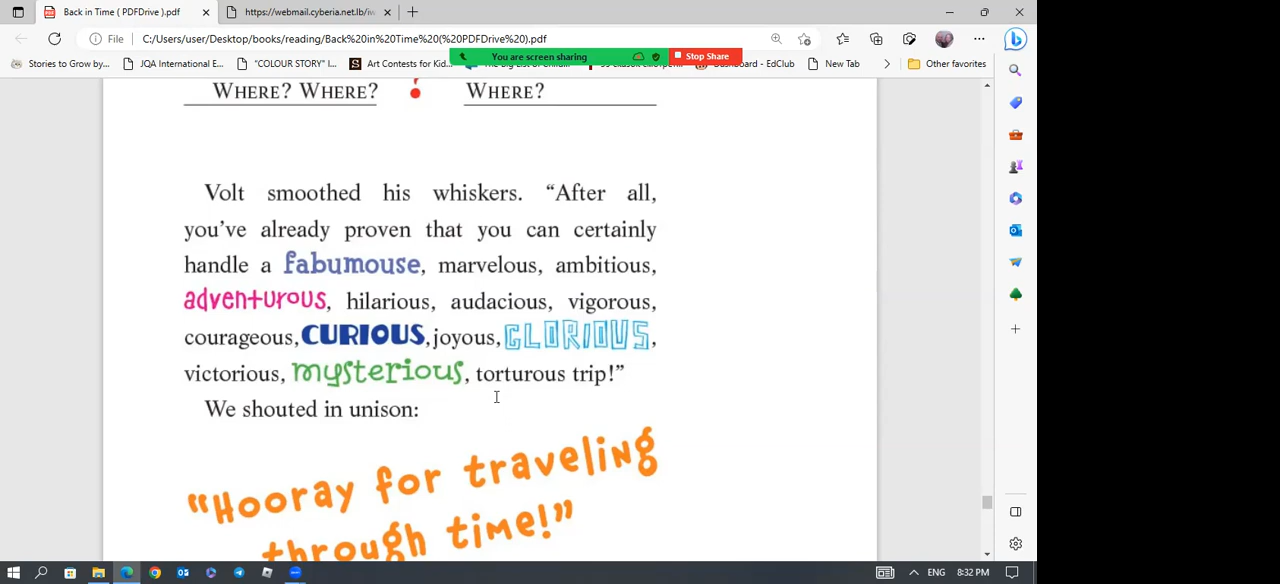 Back in Time ( PDFDrive ).pdf
https://webmail.cyberia.net.lb/iw
File
C:/Users/user/Desktop/books/reading/Back%20in%20Time%20(%20PDFDrive%20).pdf
You are screen sharing
Stop Share
Stories to Grow by...
JQA International E...
"COLOUR STORY" I...
Art Contests for Kid...
Dashboard - EdClub
New Tab
Other favorites
WHERE? WHERE? ? WHERE?
Volt smoothed his whiskers. “After all,
you’ve already proven that you can certainly
handle a fabumouse, marvelous, ambitious,
adventurous, hilarious, audacious, vigorous,
courageous, CURIOUS, joyous, GLORIOUS,
victorious, mysterious, torturous trip!”
We shouted in unison:
“Hooray for traveling
through time!”
ENG 8:32 PM